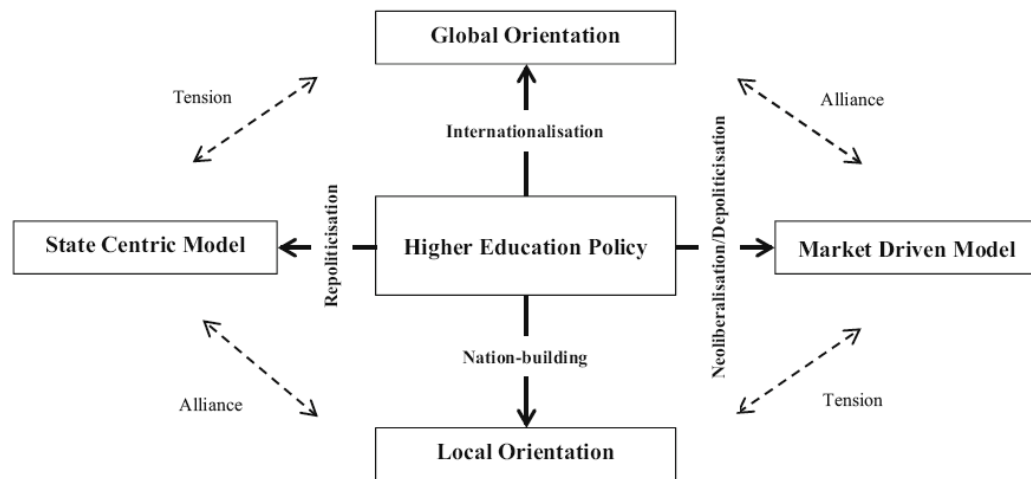 Global Orientation
Tension
Alliance
Internationalisation
Neoliberalisation/Depoliticisation
Repoliticisation
State Centric Model
Higher Education Policy
Market Driven Model
Nation-building
Alliance
Tension
Local Orientation